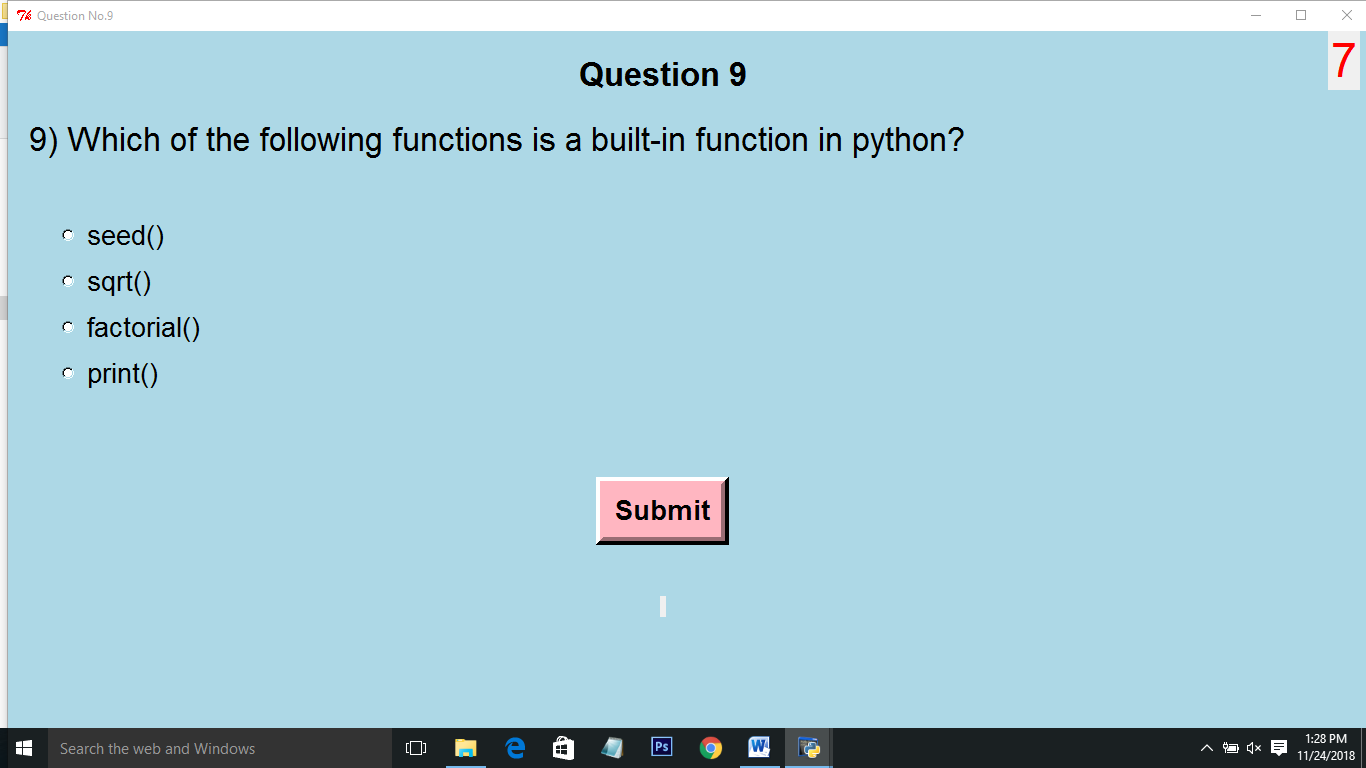 Question No.9
7
Question 9
9) Which of the following functions is a built-in function in python?
seed()
sqrt()
factorial()
print()
Submit
Search the web and Windows
Ps
W
1:28 PM
11/24/2018